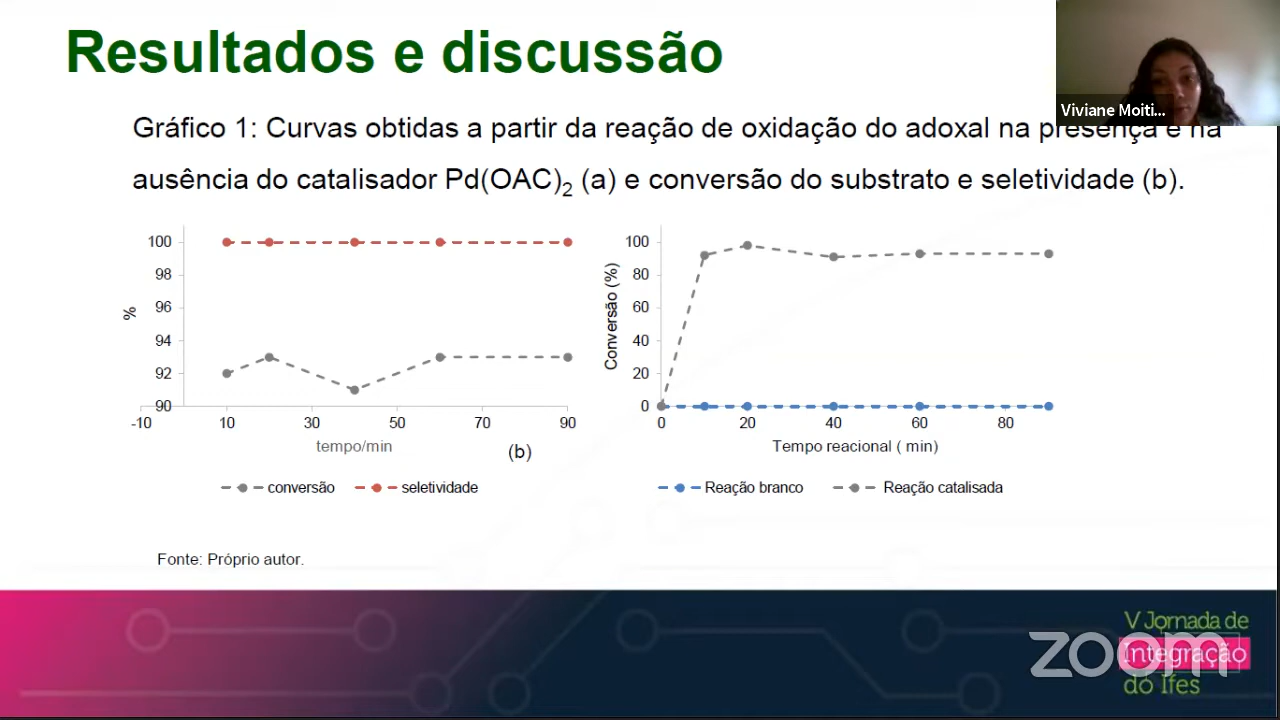 Resultados e discussão
Viviane Moiti...
Gráfico 1: Curvas obtidas a partir da reação de oxidação do adoxal na presença e na
ausência do catalisador Pd(OAC)2 (a) e conversão do substrato e seletividade (b).
100
98
96
94
92
90
%
-10 10 30 50 70 90
tempo/min
(b)
conversão seletividade
100
80
60
40
20
0
Conversão (%)
0 20 40 60 80
Tempo reacional ( min)
Reação branco Reação catalisada
Fonte: Próprio autor.
V Jornada de
Integração
do Ifes
zoom